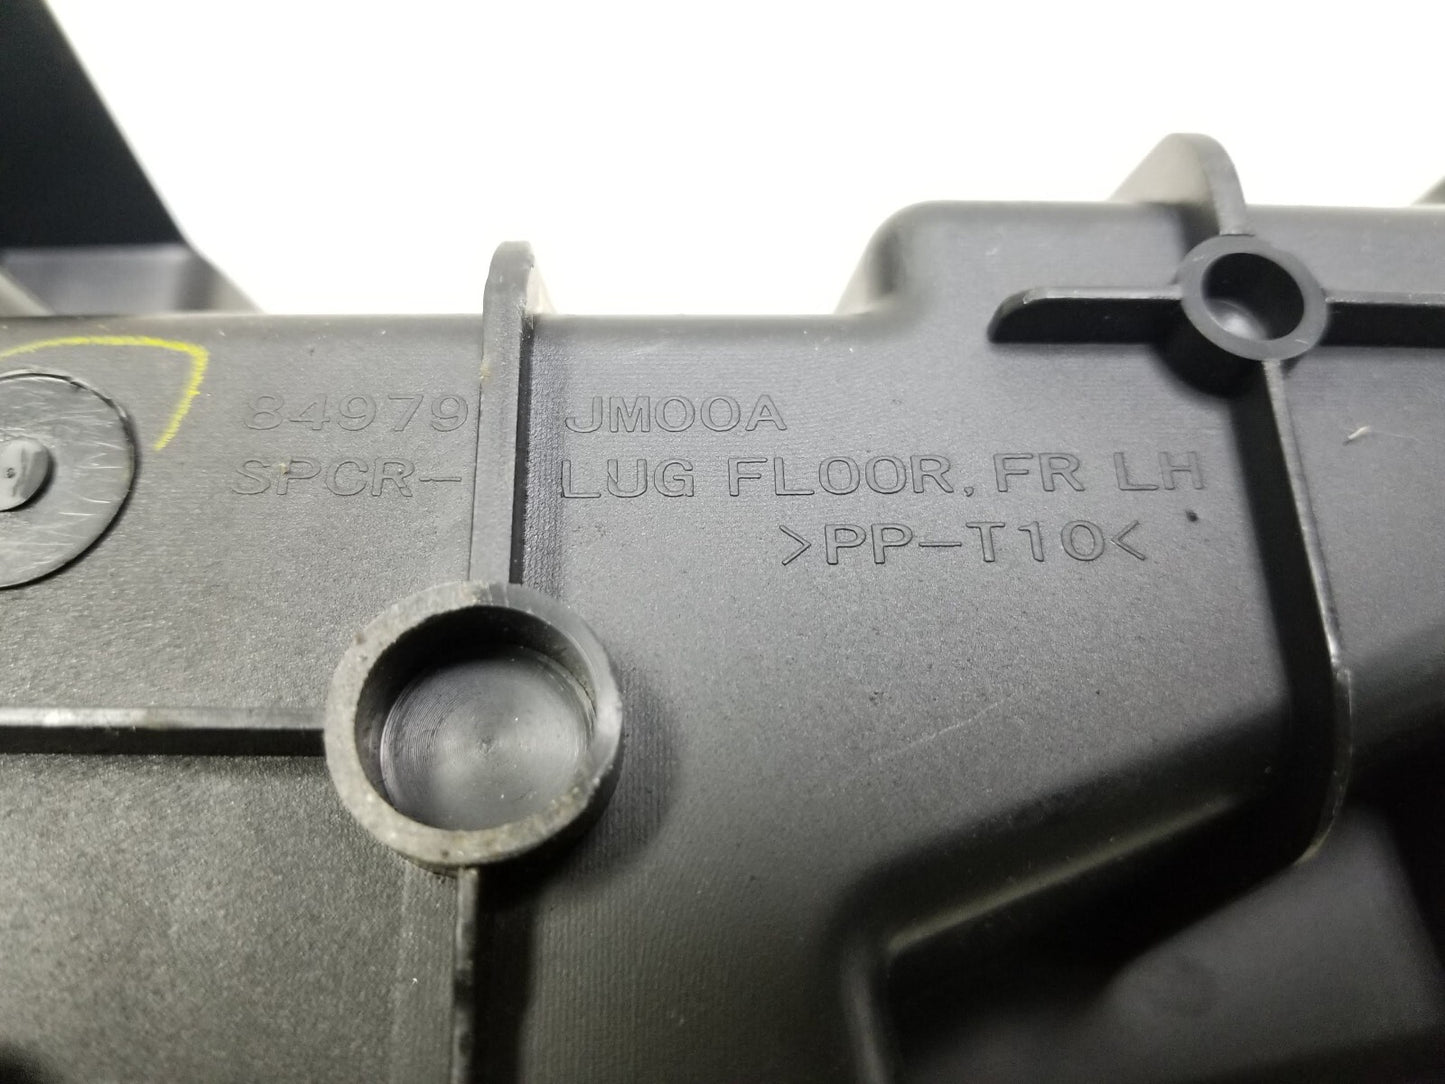 84979 JM00A
SPCR-LUG FLOOR, FR LH
>PP-T10<